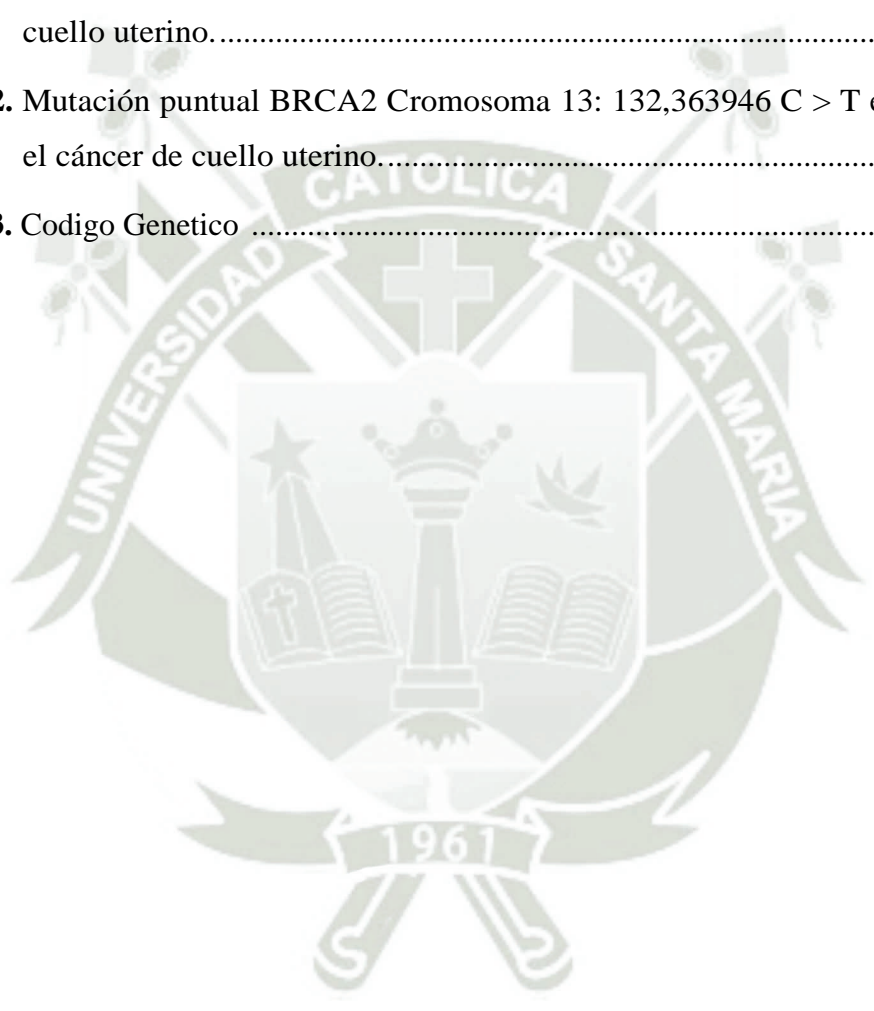 cuello uterino. ........................................................................................
2. Mutación puntual BRCA2 Cromosoma 13: 132,363946 C > T e
el cáncer de cuello uterino. .................................................................
3. Codigo Genetico ................................................................................
UNIVERSIDAD CATOLICA SANTA MARIA
1961